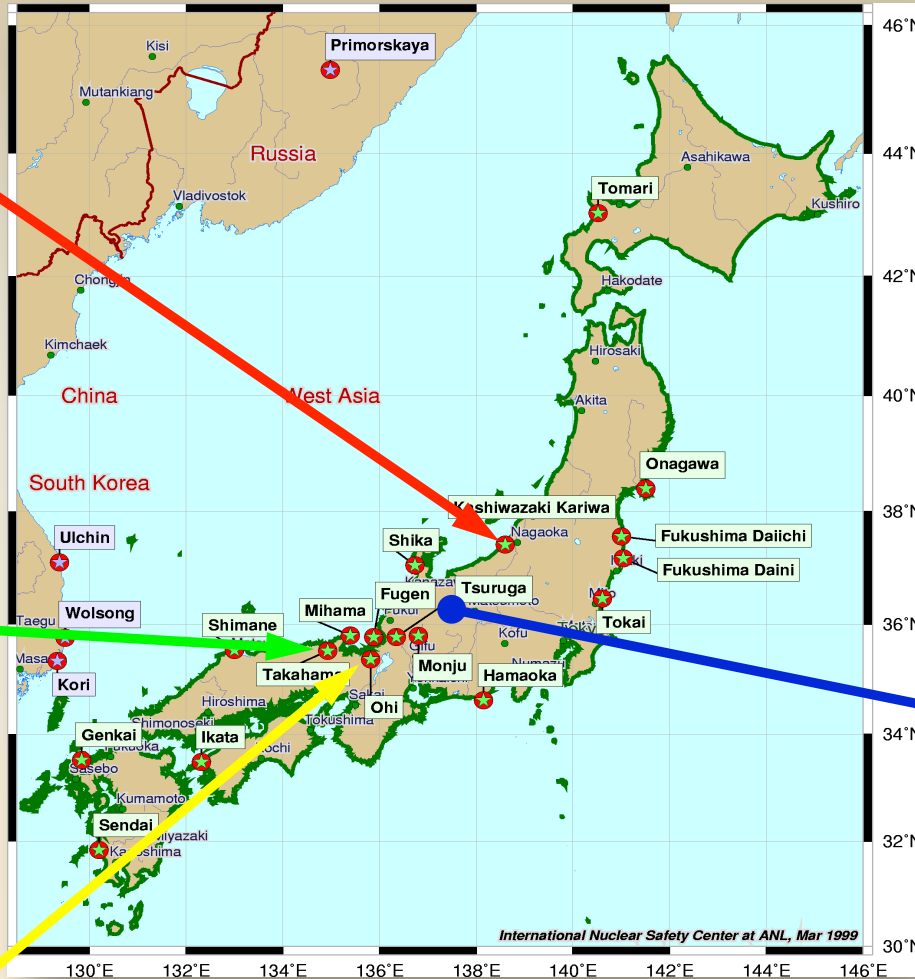 46°N
Kisi
Primorskaya
Mutankiang
Russia
44°N
Asahikawa
Tomari
Vladivostok
Kushiro
42°N
Chongjin
Hakodate
Kimchaek
Hirosaki
China
West Asia
40°N
Akita
Onagawa
South Korea
38°N
Kashiwazaki Kariwa
Ulchin
Shika
Nagaoka
Fukushima Daiichi
Fukushima Daini
Tsuruga
Fugen
Mihama
Wolsong
Taegu
Shimane
Tokai
36°N
Kofu
Takahama
Monju
Hamaoka
Kori
Ohi
Hiroshima
Sakai
Shimonoseki
Tokushima
34°N
Genkai
Ikata
Fukuoka
Sasebo
Kumamoto
Sendai
Miyazaki
32°N
Kagoshima
International Nuclear Safety Center at ANL, Mar 1999
30°N
130°E 132°E 134°E 136°E 138°E 140°E 142°E 144°E 146°E